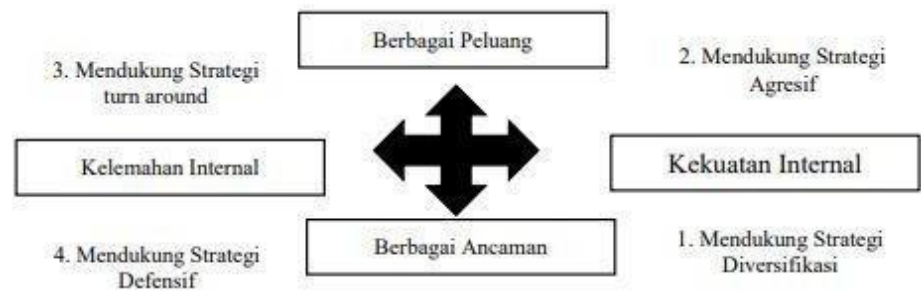 Berbagai Peluang
3. Mendukung Strategi
turn around
2. Mendukung Strategi
Agresif
Kelemahan Internal
Kekuatan Internal
4. Mendukung Strategi
Defensif
Berbagai Ancaman
1. Mendukung Strategi
Diversifikasi